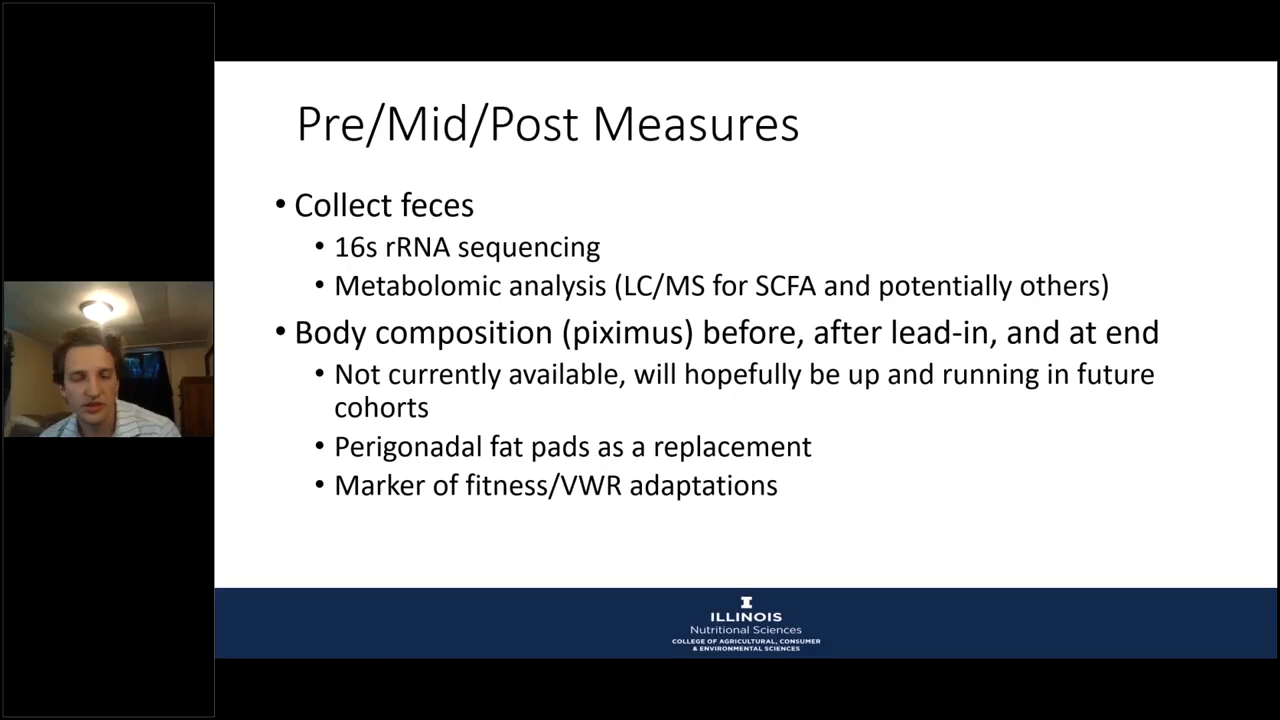 Pre/Mid/Post Measures
• Collect feces
• 16s rRNA sequencing
• Metabolomic analysis (LC/MS for SCFA and potentially others)
• Body composition (piximus) before, after lead-in, and at end
• Not currently available, will hopefully be up and running in future
cohorts
• Perigonadal fat pads as a replacement
• Marker of fitness/VWR adaptations
I
ILLINOIS
Nutritional Sciences
COLLEGE OF AGRICULTURAL, CONSUMER
& ENVIRONMENTAL SCIENCES